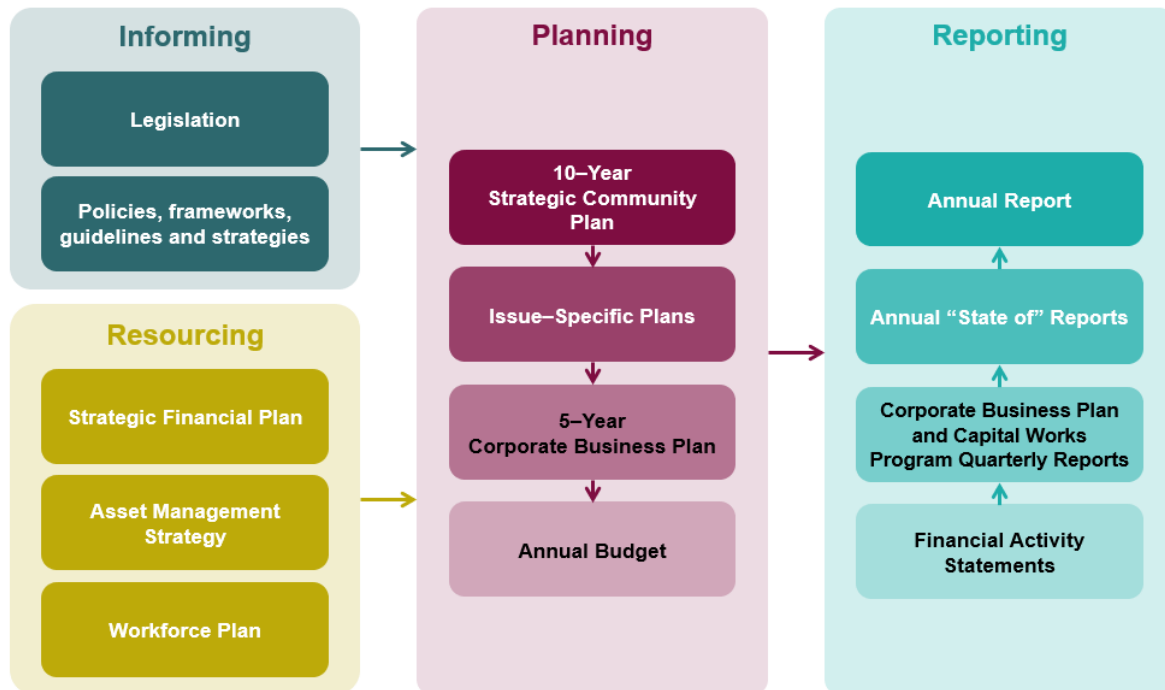 Informing
Legislation
Policies, frameworks,
guidelines and strategies
Resourcing
Strategic Financial Plan
Asset Management
Strategy
Workforce Plan
Planning
10–Year
Strategic Community
Plan
Issue–Specific Plans
5–Year
Corporate Business Plan
Annual Budget
Reporting
Annual Report
Annual “State of” Reports
Corporate Business Plan
and Capital Works
Program Quarterly Reports
Financial Activity
Statements